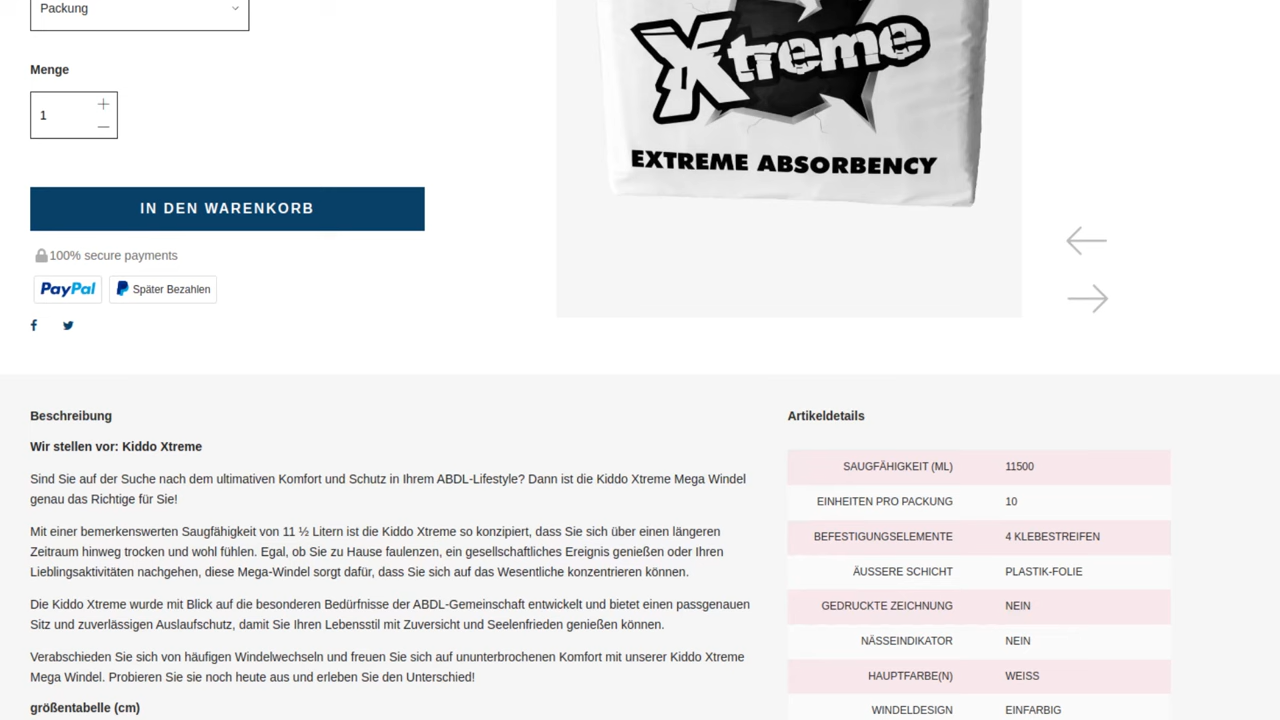 Packung
Menge
1
IN DEN WARENKORB
100% secure payments
PayPal
Später Bezahlen
Xtreme
EXTREME ABSORBENCY
Beschreibung
Wir stellen vor: Kiddo Xtreme
Sind Sie auf der Suche nach dem ultimativen Komfort und Schutz in Ihrem ABDL-Lifestyle? Dann ist die Kiddo Xtreme Mega Windel
genau das Richtige für Sie!
Mit einer bemerkenswerten Saugfähigkeit von 11 ½ Litern ist die Kiddo Xtreme so konzipiert, dass Sie sich über einen längeren
Zeitraum hinweg trocken und wohl fühlen. Egal, ob Sie zu Hause faulenzen, ein gesellschaftliches Ereignis genießen oder Ihren
Lieblingsaktivitäten nachgehen, diese Mega-Windel sorgt dafür, dass Sie sich auf das Wesentliche konzentrieren können.
Die Kiddo Xtreme wurde mit Blick auf die besonderen Bedürfnisse der ABDL-Gemeinschaft entwickelt und bietet einen passgenauen
Sitz und zuverlässigen Auslaufschutz, damit Sie Ihren Lebensstil mit Zuversicht und Seelenfrieden genießen können.
Verabschieden Sie sich von häufigen Windelwechseln und freuen Sie sich auf ununterbrochenen Komfort mit unserer Kiddo Xtreme
Mega Windel. Probieren Sie sie noch heute aus und erleben Sie den Unterschied!
größentabelle (cm)
Artikeldetails
SAUGFÄHIGKEIT (ML) 11500
EINHEITEN PRO PACKUNG 10
BEFESTIGUNGSELEMENTE 4 KLEBESTREIFEN
ÄUSSERE SCHICHT PLASTIK-FOLIE
GEDRUCKTE ZEICHNUNG NEIN
NÄSSEINDIKATOR NEIN
HAUPTFARBE(N) WEISS
WINDELDESIGN EINFARBIG